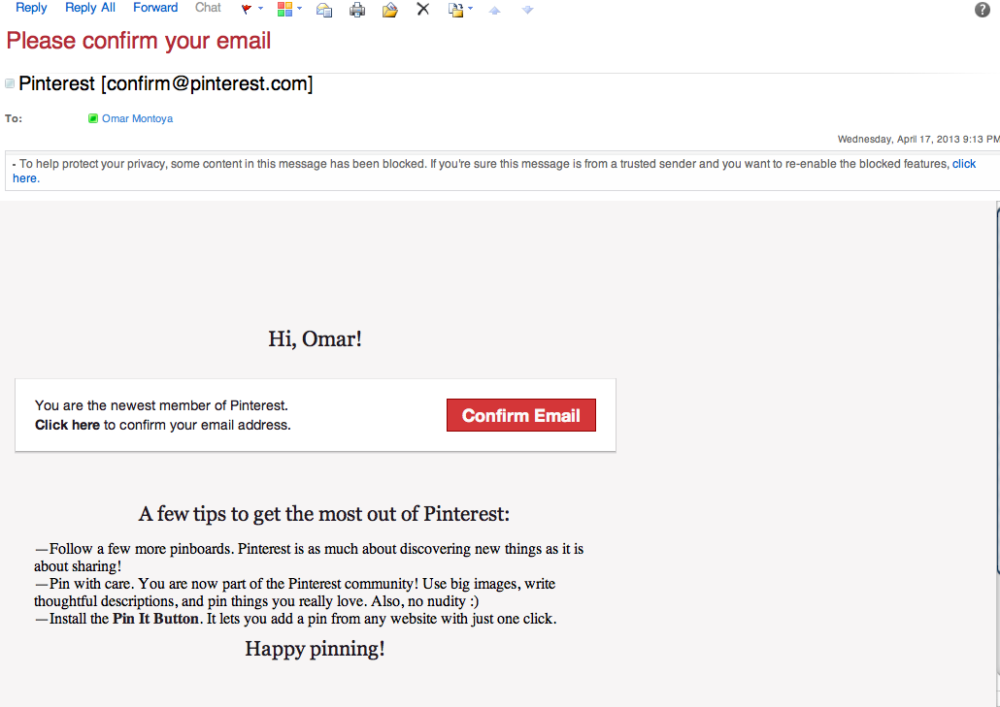 Reply Reply All Forward Chat
Please confirm your email
Pinterest [confirm@pinterest.com]
To: Omar Montoya
Wednesday, April 17, 2013 9:13 PM
- To help protect your privacy, some content in this message has been blocked. If you're sure this message is from a trusted sender and you want to re-enable the blocked features, click
here.
Hi, Omar!
You are the newest member of Pinterest.
Click here to confirm your email address.
Confirm Email
A few tips to get the most out of Pinterest:
—Follow a few more pinboards. Pinterest is as much about discovering new things as it is
about sharing!
—Pin with care. You are now part of the Pinterest community! Use big images, write
thoughtful descriptions, and pin things you really love. Also, no nudity :)
—Install the Pin It Button. It lets you add a pin from any website with just one click.
Happy pinning!